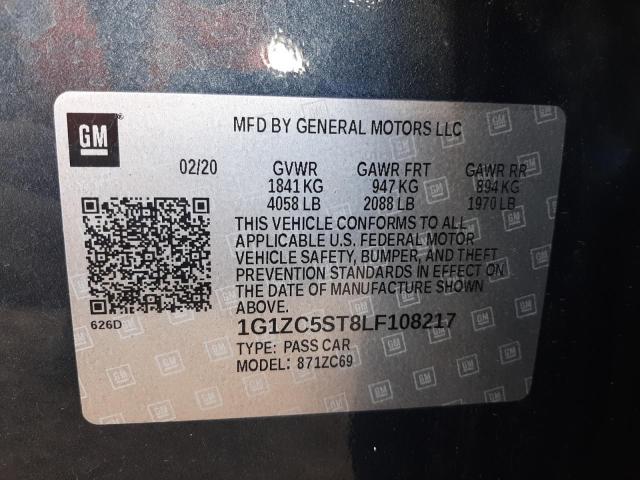 GM
MFD BY GENERAL MOTORS LLC
02/20 GVWR GAWR FRT GAWR RR
1841 KG 947 KG 894 KG
4058 LB 2088 LB 1970 LB
THIS VEHICLE CONFORMS TO ALL
APPLICABLE U.S. FEDERAL MOTOR
VEHICLE SAFETY, BUMPER, AND THEFT
PREVENTION STANDARDS IN EFFECT ON
THE DATE OF MANUFACTURE SHOWN
ABOVE.
626D
1G1ZC5ST8LF108217
TYPE: PASS CAR
MODEL: 871ZC69